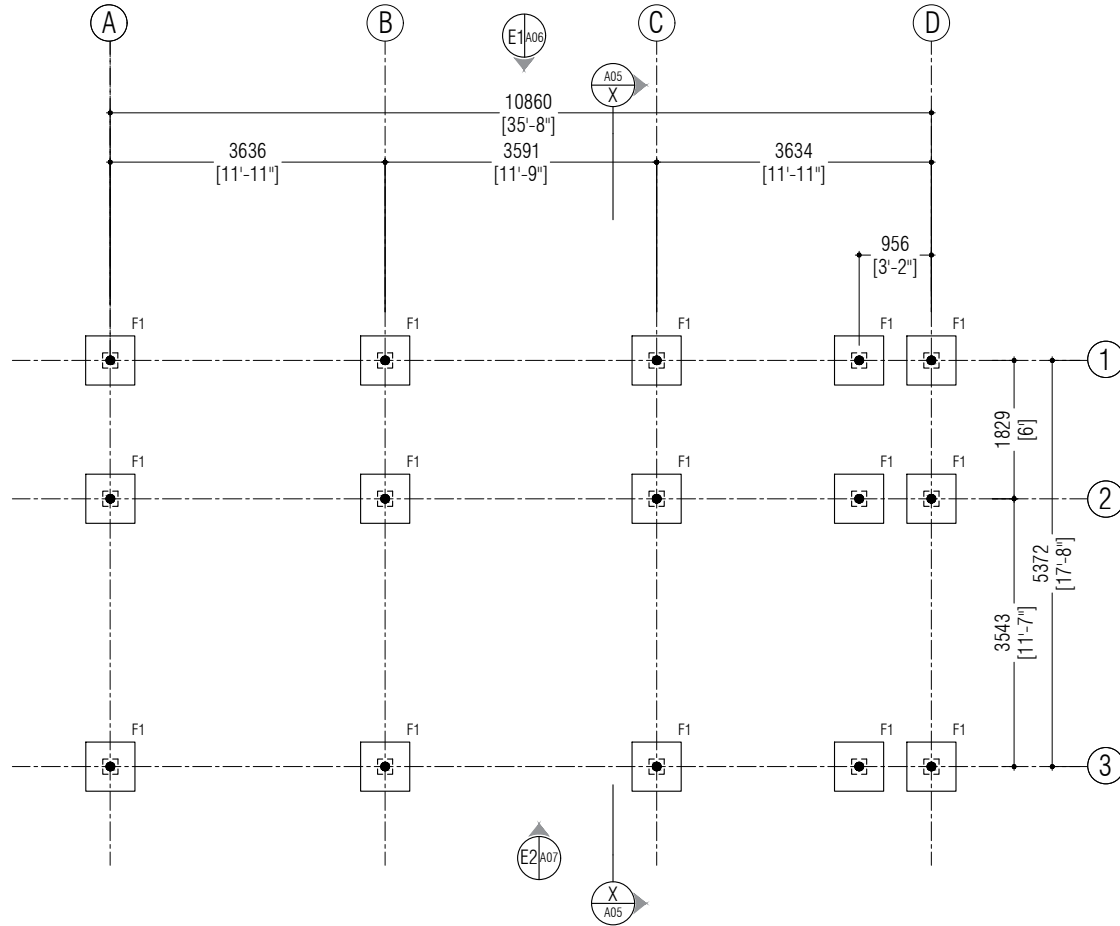 A
B
C
D
E1 A06
A05
X
10860
[35'-8"]
3636
[11'-11"]
3591
[11'-9"]
3634
[11'-11"]
956
[3'-2"]
F1
F1
F1
F1
F1
1
1829
[6']
F1
F1
F1
F1
F1
2
5372
[17'-8"]
3543
[11'-7"]
F1
F1
F1
F1
F1
3
E2 A07
X
A05